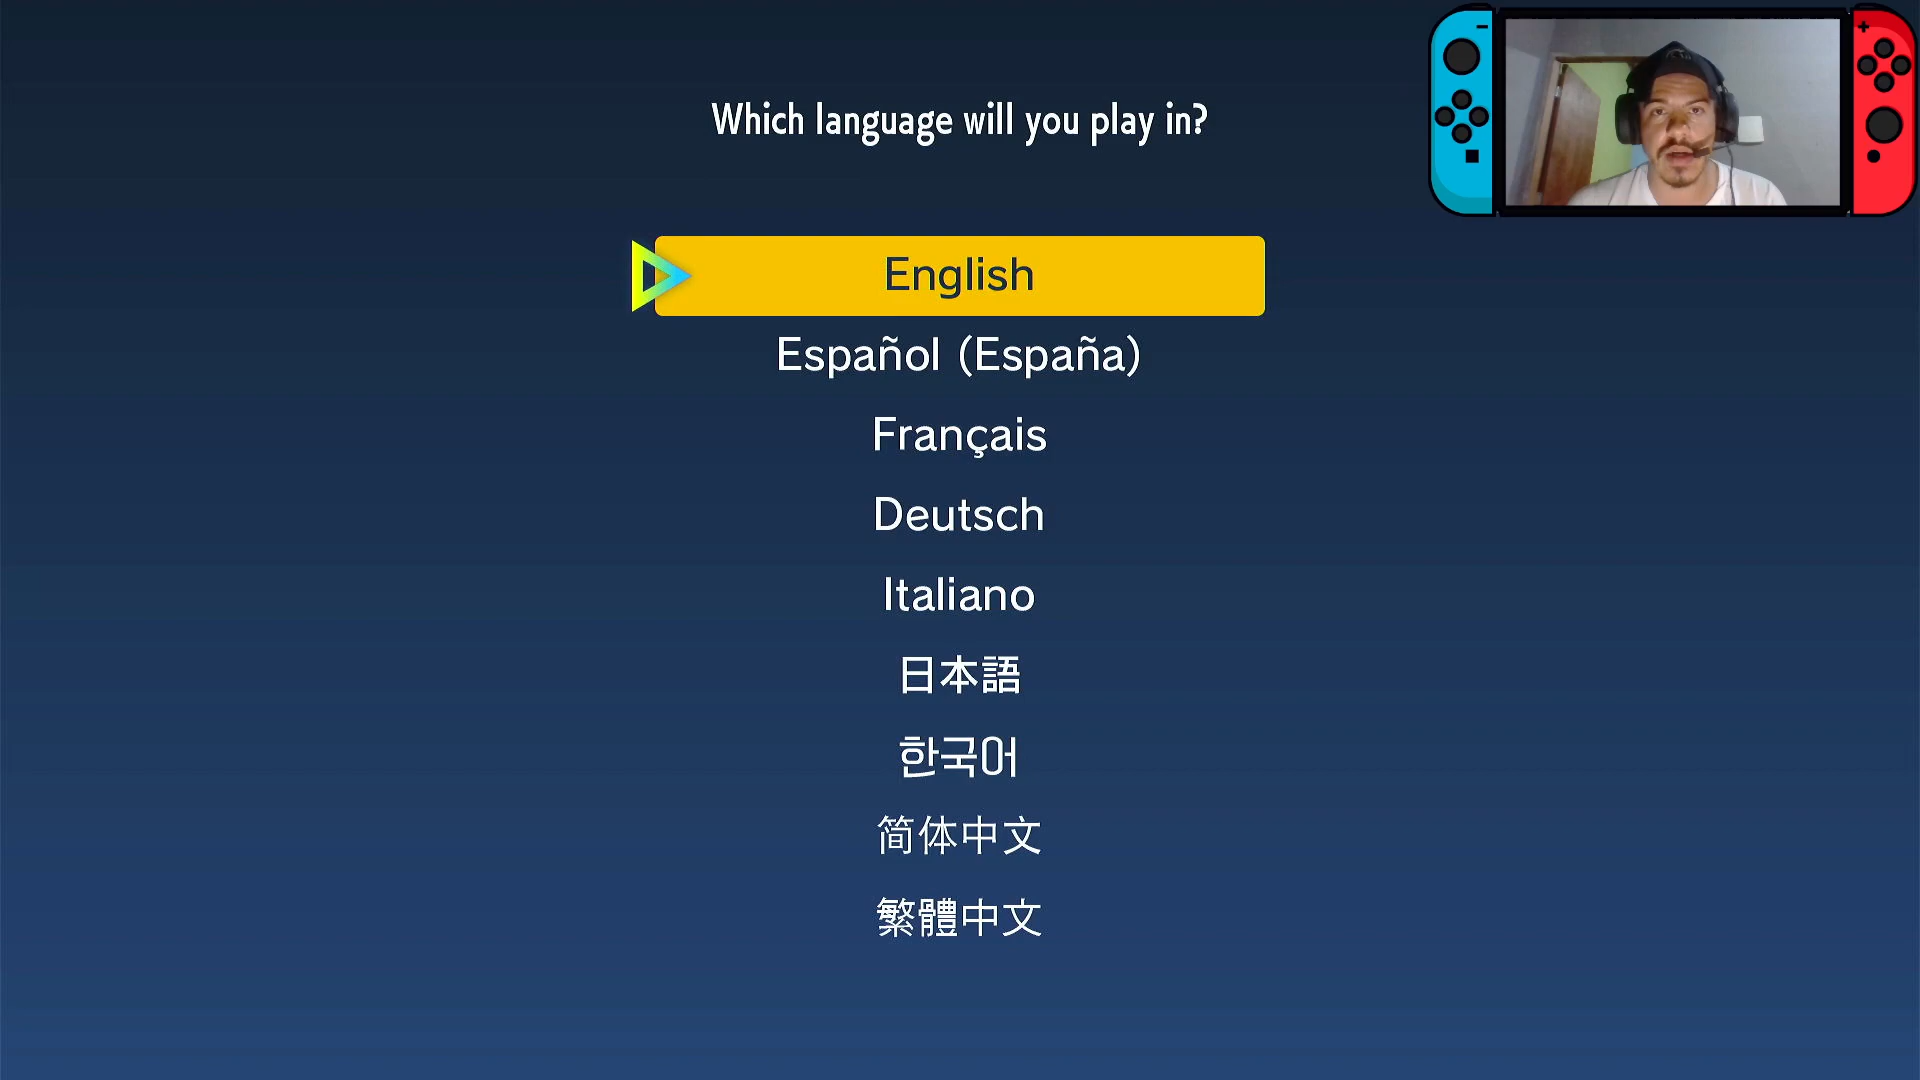 Which language will you play in?
English
Español (España)
Français
Deutsch
Italiano
日本語
한국어
简体中文
繁體中文